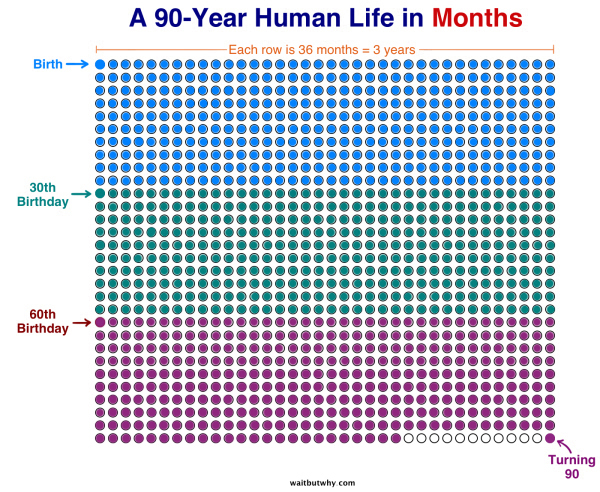 A 90-Year Human Life in Months
Each row is 36 months = 3 years
Birth
30th
Birthday
60th
Birthday
Turning
90
waitbutwhy.com